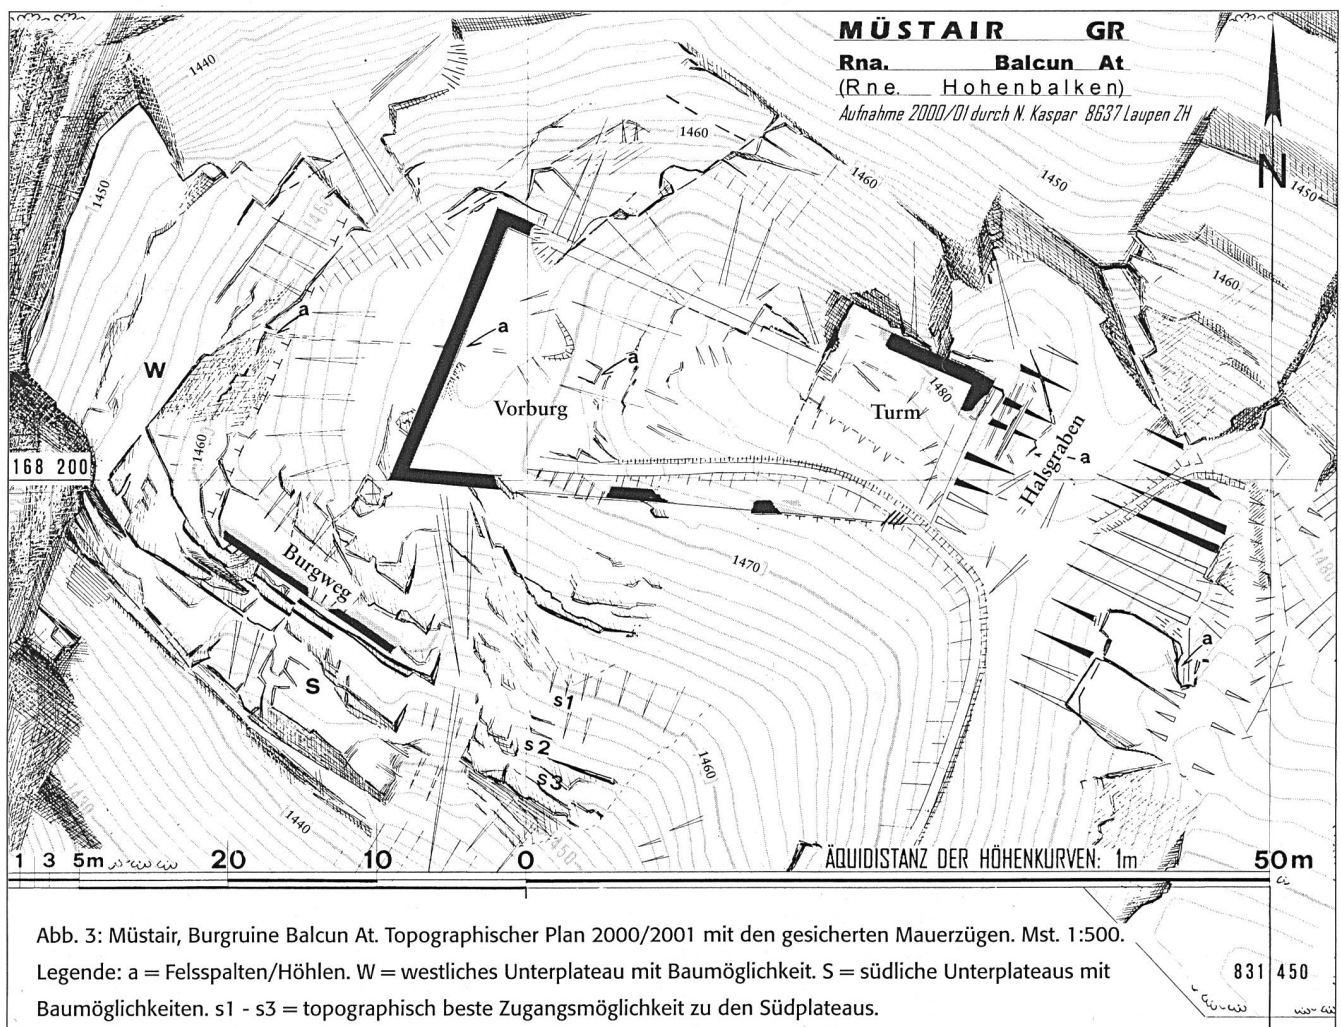 MÜSTAIR GR
Rna. Balcun At
(Rne. Hohenbalken)
Aufnahme 2000/01 durch N. Kaspar 8637 Laupen ZH
N
1440
1450
1460
1460
1460
1450
1450
1460
a
a
a
W
Vorburg
Turm
1480
Halsgraben
a
1460
168 200
Burgweg
1470
1480
a
S
s1
s2
s3
1460
1450
1440
1430
1 3 5m 20 10 0 ÄQUIDISTANZ DER HÖHENKURVEN: 1m 50m
Abb. 3: Müstair, Burgruine Balcun At. Topographischer Plan 2000/2001 mit den gesicherten Mauerzügen. Mst. 1:500.
Legende: a = Felsspalten/Höhlen. W = westliches Unterplateau mit Baumöglichkeit. S = südliche Unterplateaus mit
Baumöglichkeiten. s1 - s3 = topographisch beste Zugangsmöglichkeit zu den Südplateaus.
831 450